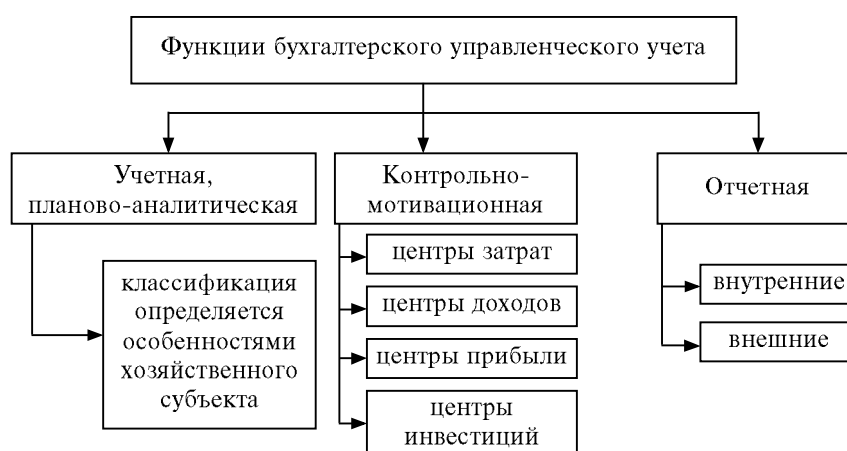 Функции бухгалтерского управленческого учета
Учетная,
планово-аналитическая
Контрольно-
мотивационная
Отчетная
классификация
определяется
особенностями
хозяйственного
субъекта
центры затрат
центры доходов
центры прибыли
центры
инвестиций
внутренние
внешние